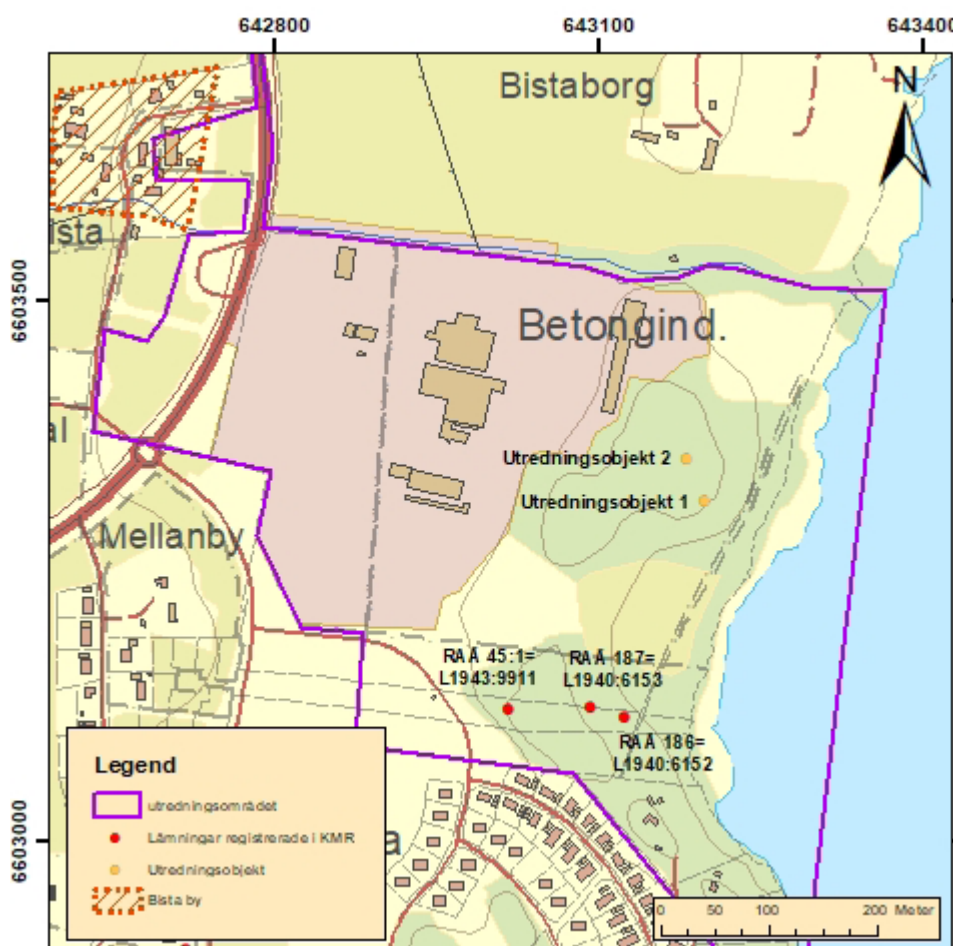 642800
643100
643400
Bistaborg
N
ista
6603500
Betongind.
al
Utredningsobjekt 2
Utredningsobjekt 1
Mellanby
RAÄ 45:1=
L1943:9911
RAÄ 187=
L1940:6153
RAÄ 186=
L1940:6152
Legend
utredningsområdet
Lämningar registrerade i KMR
Utredningsobjekt
Bista by
a
6603000
0 50 100 200 Meter